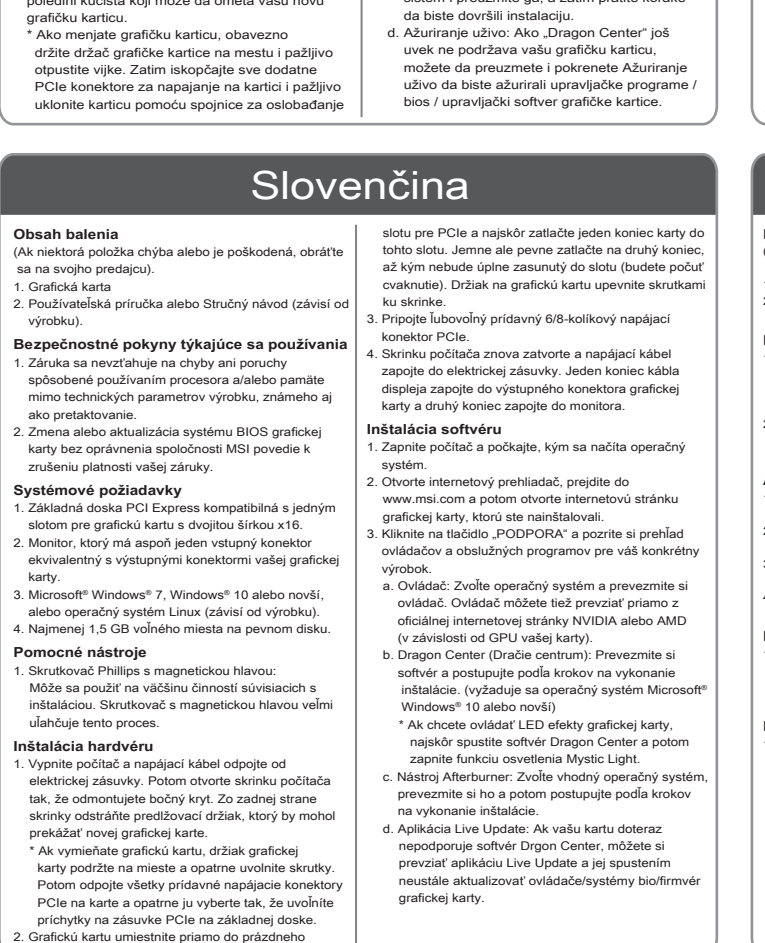 poledini kućišta koji može da ometa vašu novu
grafičku karticu.
* Ako menjate grafičku karticu, obavezno
držite držač grafičke kartice na mestu i pažljivo
otpustite vijke. Zatim iskopčajte sve dodatne
PCIe konektore za napajanje na kartici i pažljivo
uklonite karticu pomoću spojnice za oslobađanje
da biste dovršili instalaciju.
d. Ažuriranje uživo: Ako „Dragon Center“ još
uvek ne podržava vašu grafičku karticu,
možete da preuzmete i pokrenete Ažuriranje
uživo da biste ažurirali upravljačke programe /
bios / upravljački softver grafičke kartice.
Slovenčina
Obsah balenia
(Ak niektorá položka chýba alebo je poškodená, obráťte
sa na svojho predajcu).
1. Grafická karta
2. Používateľská príručka alebo Stručný návod (závisí od
výrobku).
Bezpečnostné pokyny týkajúce sa používania
1. Záruka sa nevzťahuje na chyby ani poruchy
spôsobené používaním procesora a/alebo pamäte
mimo technických parametrov výrobku, známeho aj
ako pretaktovanie.
2. Zmena alebo aktualizácia systému BIOS grafickej
karty bez oprávnenia spoločnosti MSI povedie k
zrušeniu platnosti vašej záruky.
Systémové požiadavky
1. Základná doska PCI Express kompatibilná s jedným
slotom pre grafickú kartu s dvojitou šírkou x16.
2. Monitor, ktorý má aspoň jeden vstupný konektor
ekvivalentný s výstupnými konektormi vašej grafickej
karty.
3. Microsoft® Windows® 7, Windows® 10 alebo novší,
alebo operačný systém Linux (závisí od výrobku).
4. Najmenej 1,5 GB voľného miesta na pevnom disku.
Pomocné nástroje
1. Skrutkovač Phillips s magnetickou hlavou:
Môže sa použiť na väčšinu činností súvisiacich s
inštaláciou. Skrutkovač s magnetickou hlavou veľmi
uľahčuje tento proces.
Inštalácia hardvéru
1. Vypnite počítač a napájací kábel odpojte od
elektrickej zásuvky. Potom otvorte skrinku počítača
tak, že odmontujete bočný kryt. Zo zadnej strane
skrinky odstráňte predlžovací držiak, ktorý by mohol
prekážať novej grafickej karte.
* Ak vymieňate grafickú kartu, držiak grafickej
karty podržte na mieste a opatrne uvolnite skrutky.
Potom odpojte všetky prídavné napájacie konektory
PCIe na karte a opatrne ju vyberte tak, že uvoľníte
príchytky na zásuvke PCIe na základnej doske.
2. Grafickú kartu umiestnite priamo do prázdneho
slotu pre PCIe a najskôr zatlačte jeden koniec karty do
tohto slotu. Jemne ale pevne zatlačte na druhý koniec,
až kým nebude úplne zasunutý do slotu (budete počuť
cvaknutie). Držiak na grafickú kartu upevnite skrutkami
ku skrinke.
3. Pripojte ľubovoľný prídavný 6/8-kolíkový napájací
konektor PCIe.
4. Skrinku počítača znova zatvorte a napájací kábel
zapojte do elektrickej zásuvky. Jeden koniec kábla
displeja zapojte do výstupného konektora grafickej
karty a druhý koniec zapojte do monitora.
Inštalácia softvéru
1. Zapnite počítač a počkajte, kým sa načíta operačný
systém.
2. Otvorte internetový prehliadač, prejdite do
www.msi.com a potom otvorte internetovú stránku
grafickej karty, ktorú ste nainštalovali.
3. Kliknite na tlačidlo „PODPORA“ a pozrite si prehľad
ovládačov a obslužných programov pre váš konkrétny
výrobok.
a. Ovládač: Zvoľte operačný systém a prevezmite si
ovládač. Ovládač môžete tiež prevziať priamo z
oficiálnej internetovej stránky NVIDIA alebo AMD
(v závislosti od GPU vašej karty).
b. Dragon Center (Dračie centrum): Prevezmite si
softvér a postupujte podľa krokov na vykonanie
inštalácie. (vyžaduje sa operačný systém Microsoft®
Windows® 10 alebo novší)
* Ak chcete ovládať LED efekty grafickej karty,
najskôr spustite softvér Dragon Center a potom
zapnite funkciu osvetlenia Mystic Light.
c. Nástroj Afterburner: Zvoľte vhodný operačný systém,
prevezmite si ho a potom postupujte podľa krokov
na vykonanie inštalácie.
d. Aplikácia Live Update: Ak vašu kartu doteraz
nepodporuje softvér Drgon Center, môžete si
prevziať aplikáciu Live Update a jej spustením
neustále aktualizovať ovládače/systémy bio/firmvér
grafickej karty.